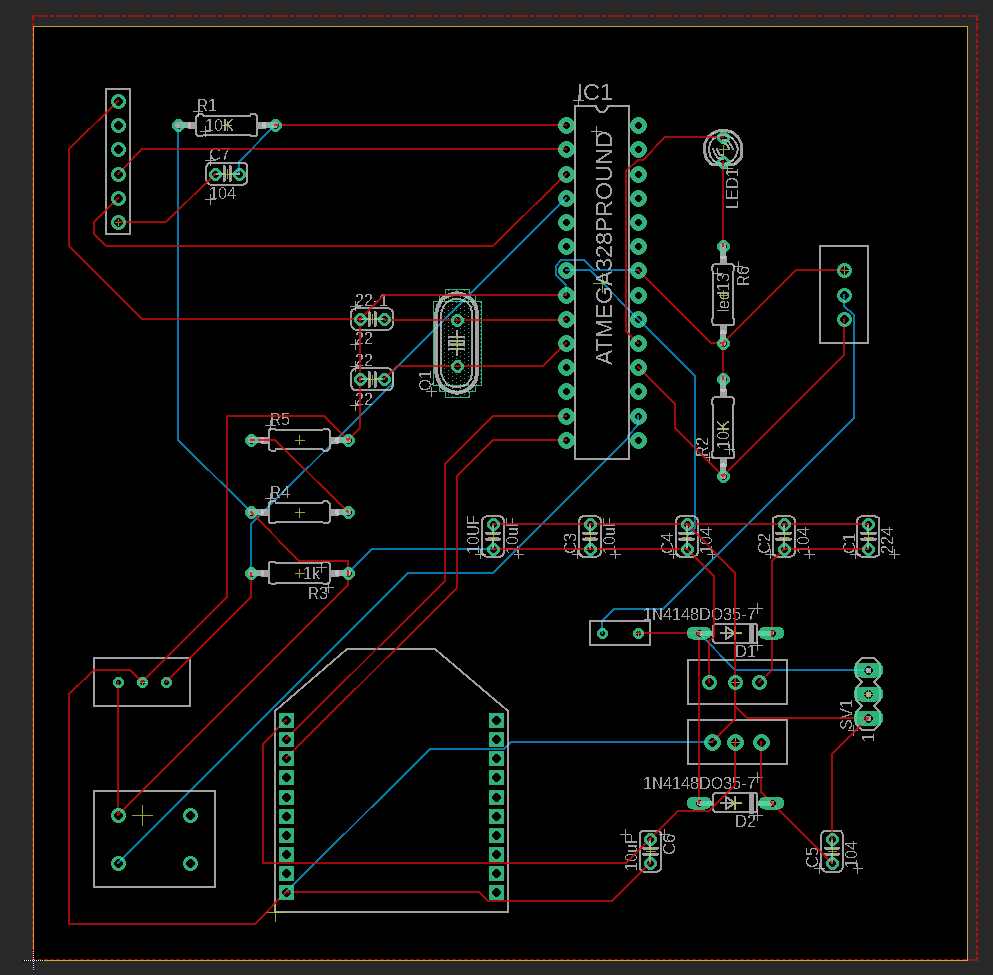 IC1
R1
10K
C7
104
ATMEGA328PROUND
LED1
R6
led13
22-1
22
22
22
Q1
R5
R2
10K
R4
10UF
10uF
C3
10uF
C4
104
C2
104
C1
224
1k
R3
1N4148DO35-7
D1
SV1
1
1N4148DO35-7
D2
10uF
C6
C5
104